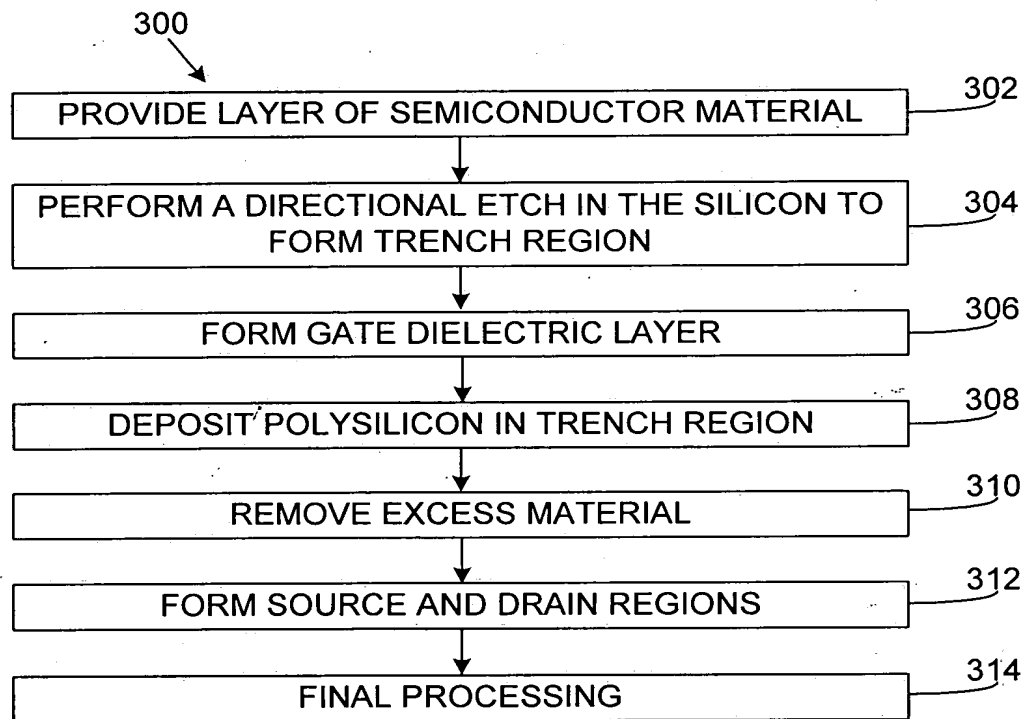 300
302
PROVIDE LAYER OF SEMICONDUCTOR MATERIAL
PERFORM A DIRECTIONAL ETCH IN THE SILICON TO
FORM TRENCH REGION
304
306
FORM GATE DIELECTRIC LAYER
308
DEPOSIT POLYSILICON IN TRENCH REGION
310
REMOVE EXCESS MATERIAL
312
FORM SOURCE AND DRAIN REGIONS
314
FINAL PROCESSING